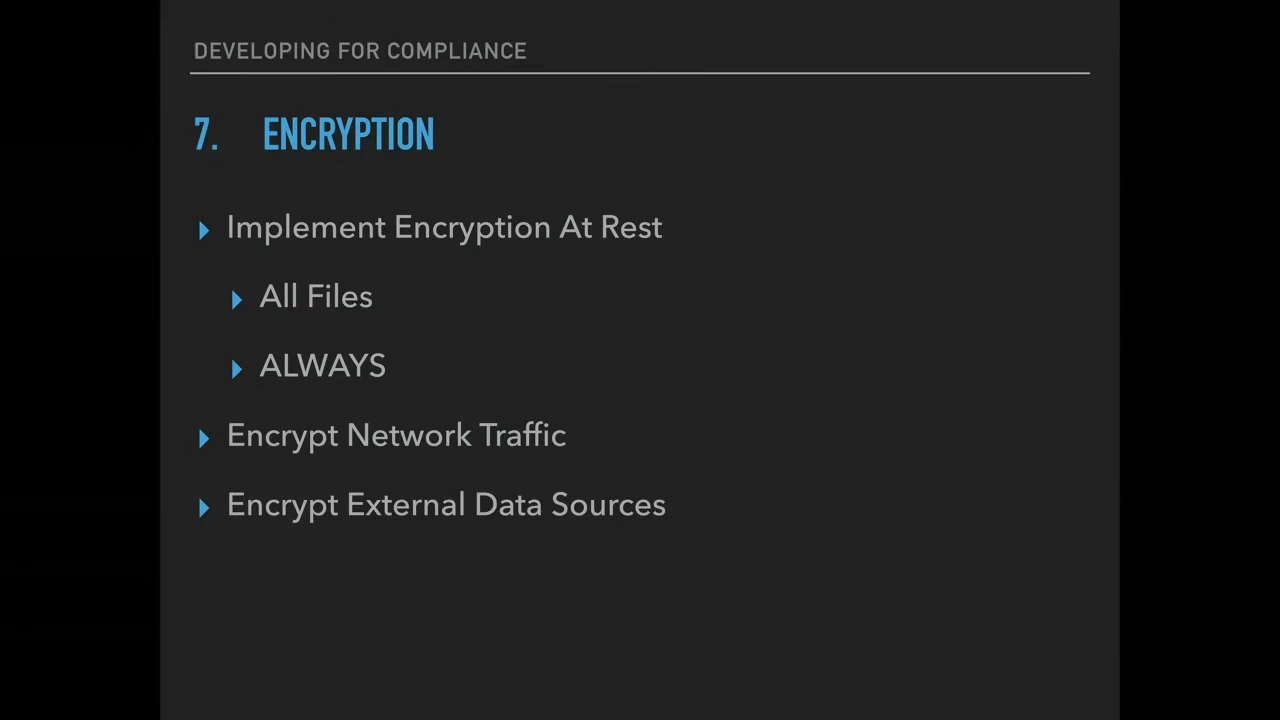 DEVELOPING FOR COMPLIANCE
7. ENCRYPTION
Implement Encryption At Rest
All Files
ALWAYS
Encrypt Network Traffic
Encrypt External Data Sources